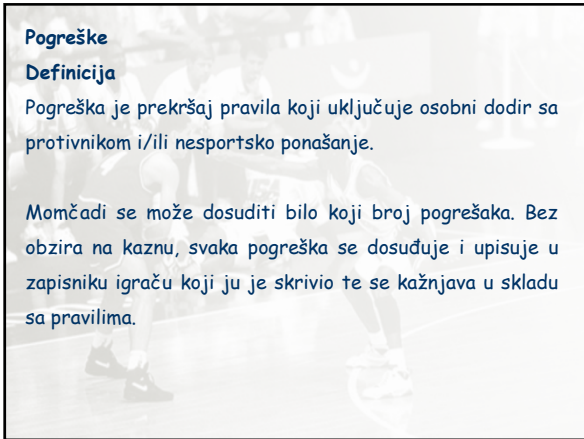 Pogreške
Definicija
Pogreška je prekršaj pravila koji uključuje osobni dodir sa
protivnikom i/ili nesportsko ponašanje.
Momčadi se može dosuditi bilo koji broj pogrešaka. Bez
obzira na kaznu, svaka pogreška se dosuđuje i upisuje u
zapisniku igraču koji ju je skrivio te se kažnjava u skladu
sa pravilima.